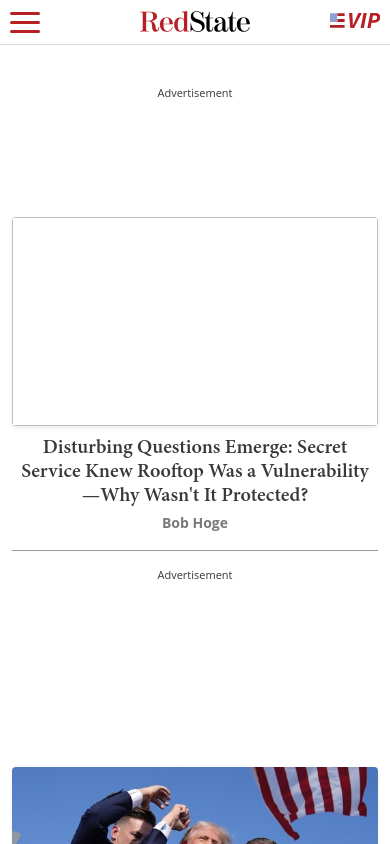 RedState
VIP
Advertisement
Disturbing Questions Emerge: Secret
Service Knew Rooftop Was a Vulnerability
—Why Wasn't It Protected?
Bob Hoge
Advertisement